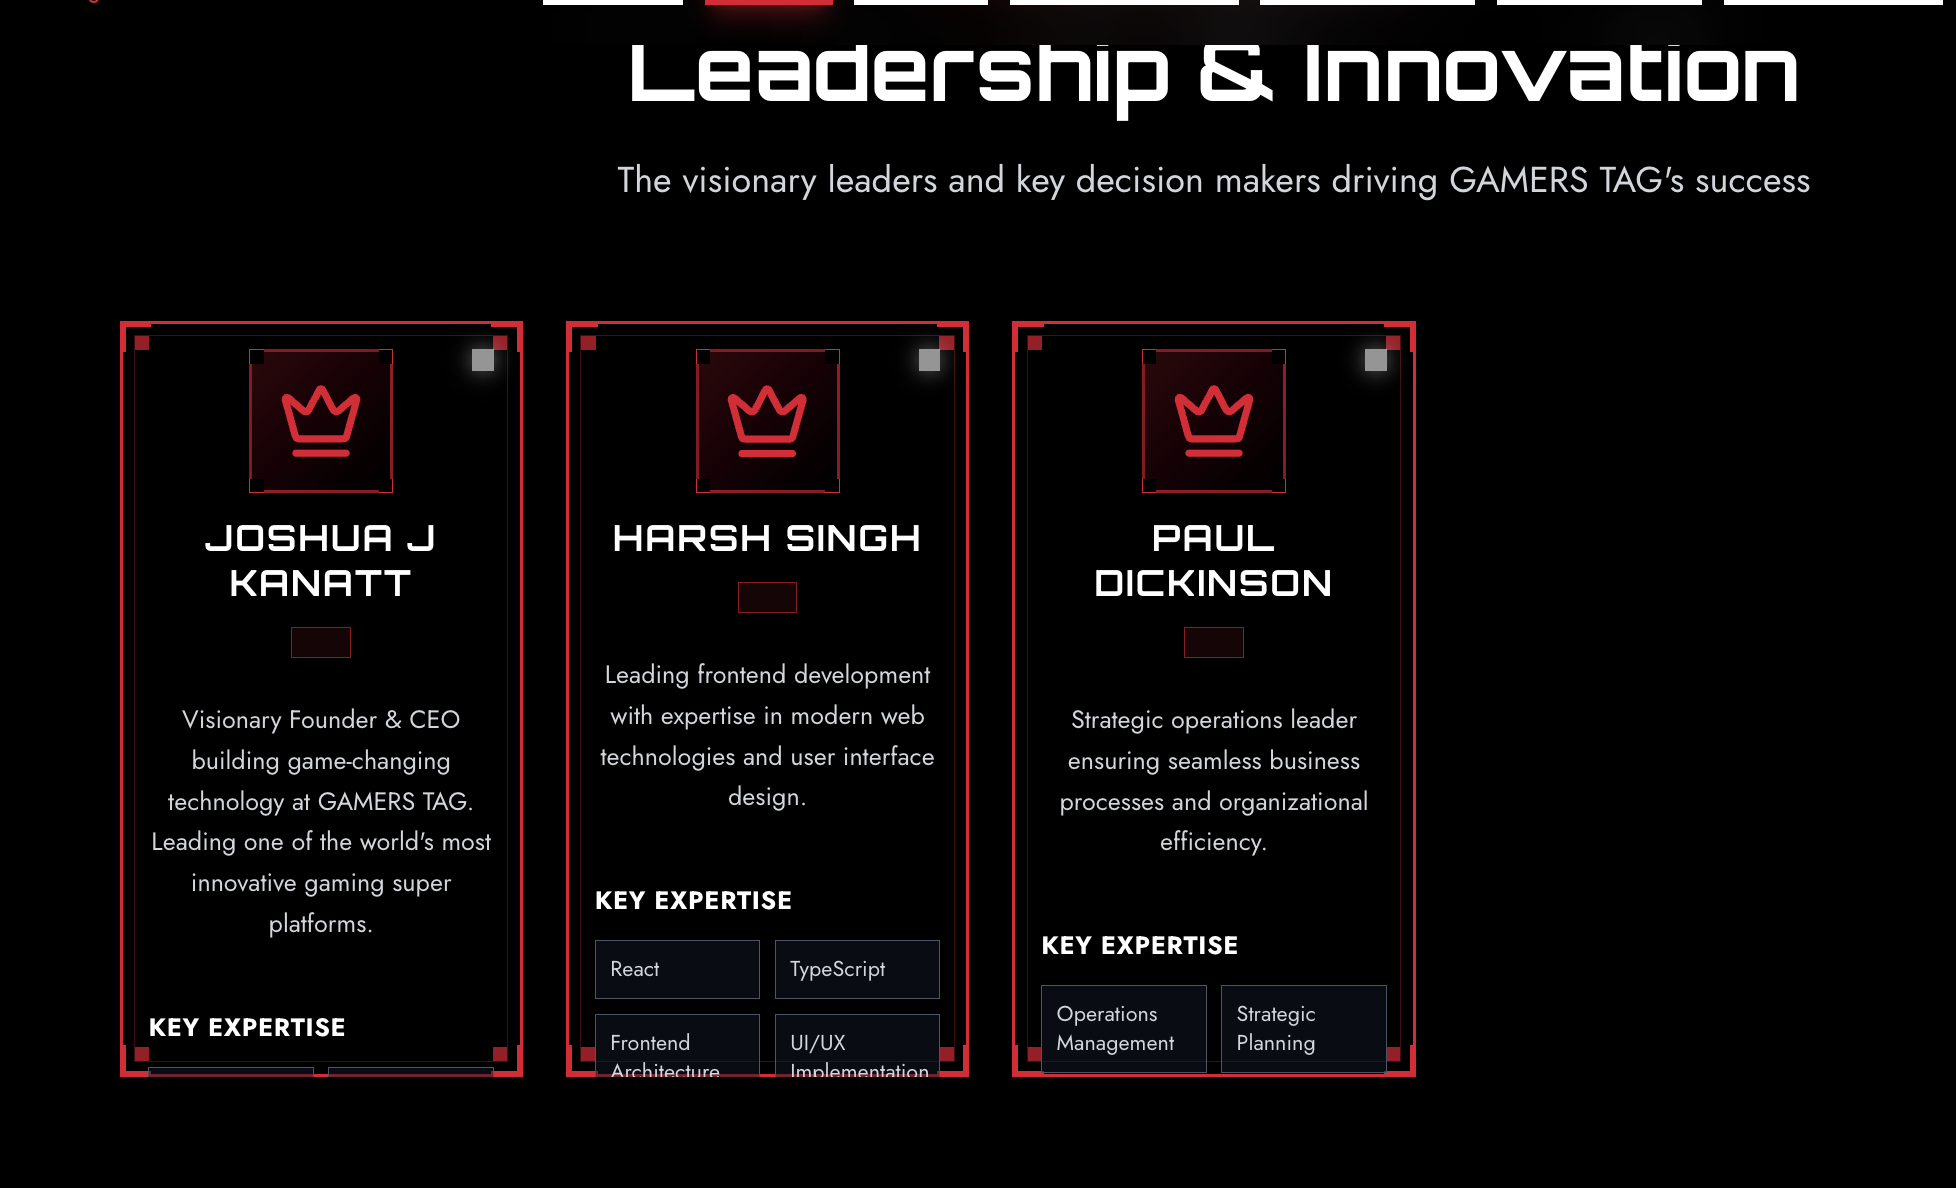 Leadership & Innovation
The visionary leaders and key decision makers driving GAMERS TAG's success
JOSHUA J
KANATT
Visionary Founder & CEO
building game-changing
technology at GAMERS TAG.
Leading one of the world's most
innovative gaming super
platforms.
KEY EXPERTISE
HARSH SINGH
Leading frontend development
with expertise in modern web
technologies and user interface
design.
KEY EXPERTISE
React
TypeScript
Frontend
Architecture
UI/UX
Implementation
PAUL
DICKINSON
Strategic operations leader
ensuring seamless business
processes and organizational
efficiency.
KEY EXPERTISE
Operations
Management
Strategic
Planning